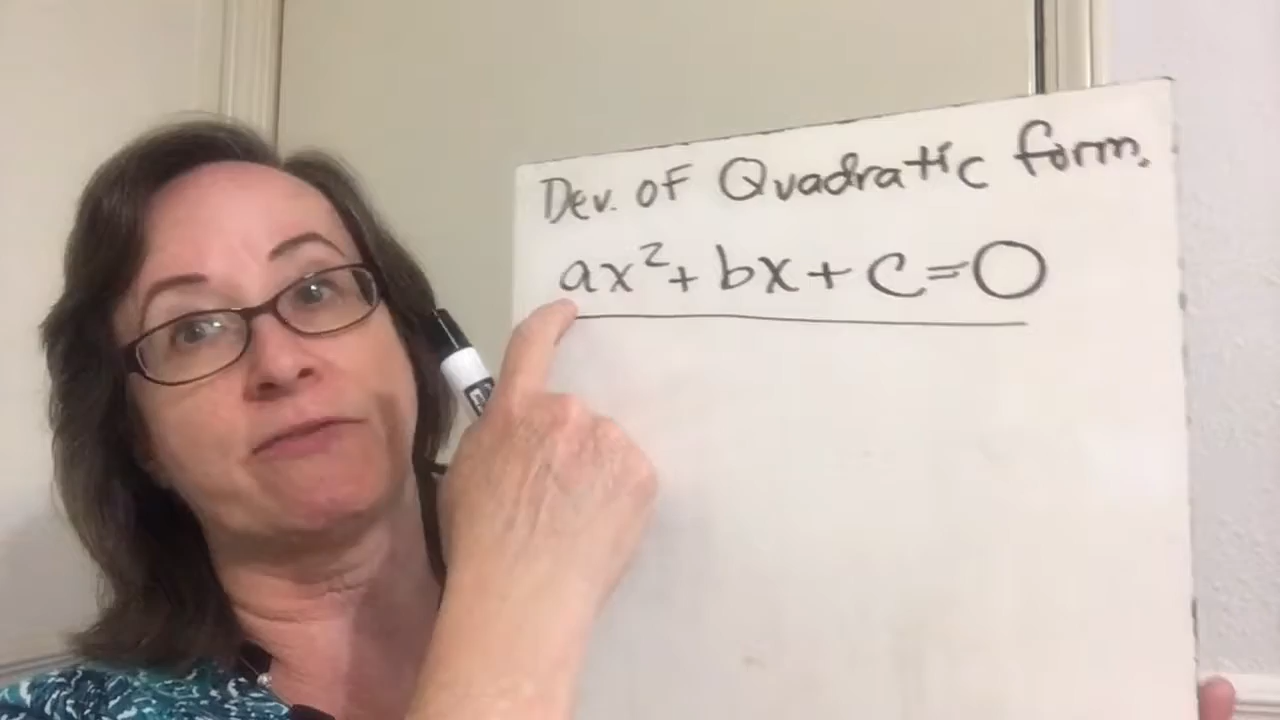 Dev. of Quadratic form.
ax²+ bx + c = 0